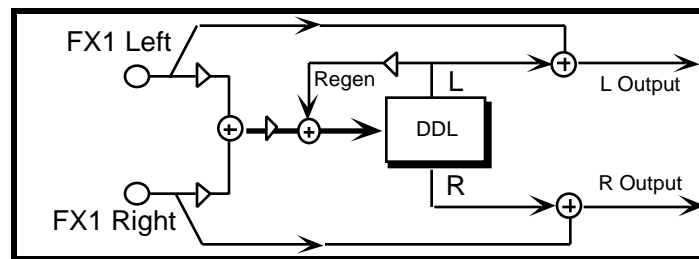 FX1 Left
Regen
L
L Output
DDL
R
R Output
FX1 Right